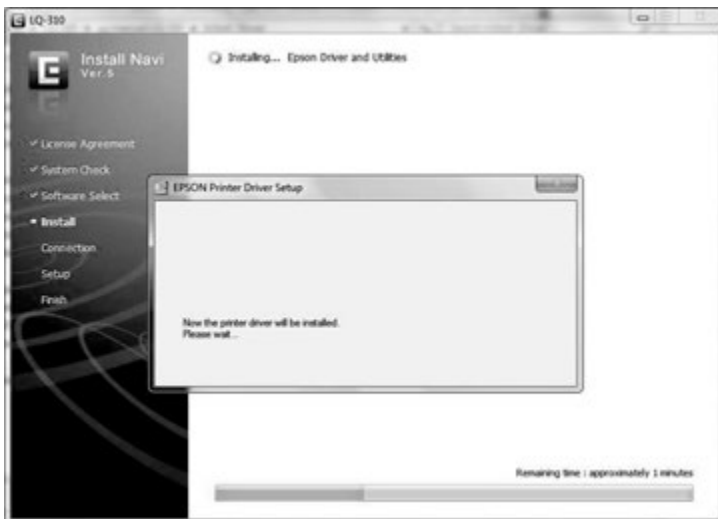 LQ-310
Install Navi
Ver.5
Installing... Epson Driver and Utilities
License Agreement
System Check
Software Select
Install
Connection
Setup
Finish
EPSON Printer Driver Setup
Now the printer driver will be installed.
Please wait...
Remaining time : approximately 1 minutes